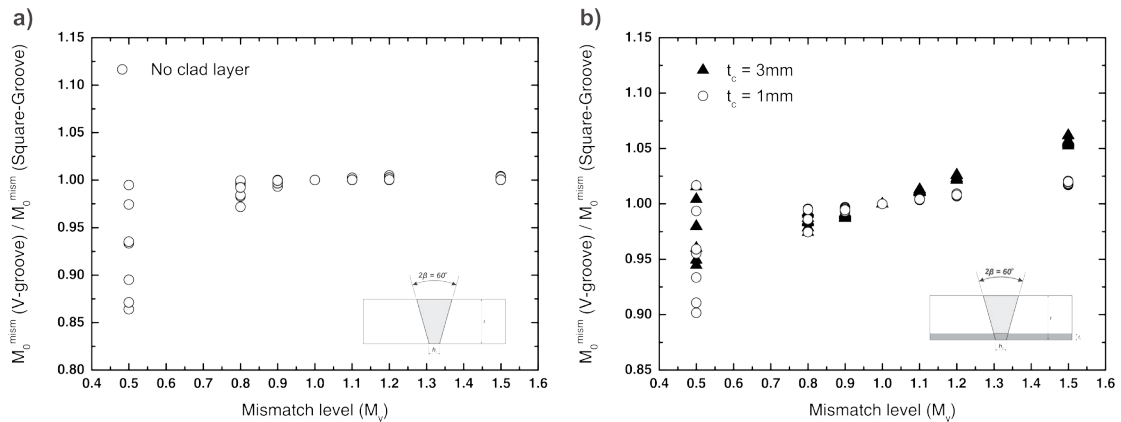 a)
M₀ᵐⁱˢᵐ (V-groove) / M₀ᵐⁱˢᵐ (Square-Groove)
1.15
1.10
1.05
1.00
0.95
0.90
0.85
0.80
No clad layer
2β = 60°
t
h
0.4 0.5 0.6 0.7 0.8 0.9 1.0 1.1 1.2 1.3 1.4 1.5 1.6
Mismatch level (Mᵧ)
b)
M₀ᵐⁱˢᵐ (V-groove) / M₀ᵐⁱˢᵐ (Square-Groove)
1.15
1.10
1.05
1.00
0.95
0.90
0.85
t_c = 3mm
t_c = 1mm
2β = 60°
t
h
0.4 0.5 0.6 0.7 0.8 0.9 1.0 1.1 1.2 1.3 1.4 1.5 1.6
Mismatch level (Mᵧ)